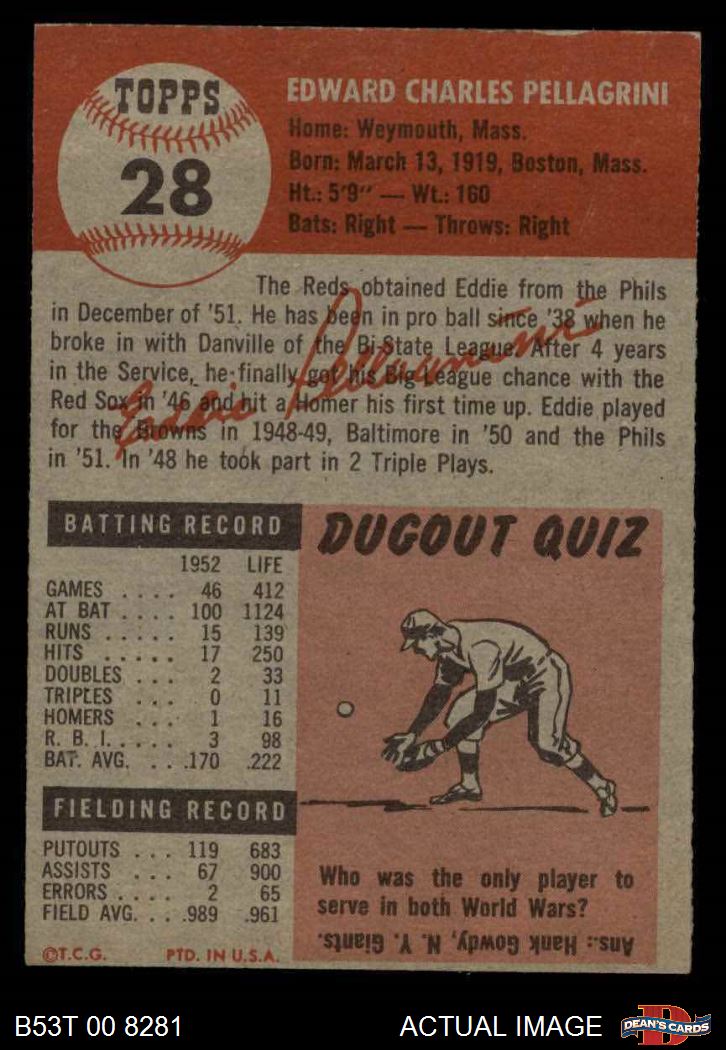 TOPPS
28
EDWARD CHARLES PELLAGRINI
Home: Weymouth, Mass.
Born: March 13, 1919, Boston, Mass.
Ht.: 5'9" — Wt.: 160
Bats: Right — Throws: Right
The Reds obtained Eddie from the Phils
in December of '51. He has been in pro ball since '38 when he
broke in with Danville of the Bi-State League. After 4 years
in the Service, he finally got his Big League chance with the
Red Sox in '46 and hit a Homer his first time up. Eddie played
for the Browns in 1948-49, Baltimore in '50 and the Phils
in '51. In '48 he took part in 2 Triple Plays.
Eddie Pellagrini
BATTING RECORD
1952 LIFE
GAMES . . . . 46 412
AT BAT . . . . 100 1124
RUNS . . . . . 15 139
HITS . . . . . 17 250
DOUBLES . . . 2 33
TRIPLES . . . 0 11
HOMERS . . . 1 16
R. B. I. . . . . 3 98
BAT. AVG. . . .170 .222
FIELDING RECORD
PUTOUTS . . . 119 683
ASSISTS . . . 67 900
ERRORS . . . . 2 65
FIELD AVG. . . .989 .961
©T.C.G. PTD. IN U.S.A.
DUGOUT QUIZ
Who was the only player to
serve in both World Wars?
Ans.: Hank Gowdy, N. Y. Giants.
B53T 00 8281
ACTUAL IMAGE
D
DEAN'S CARDS